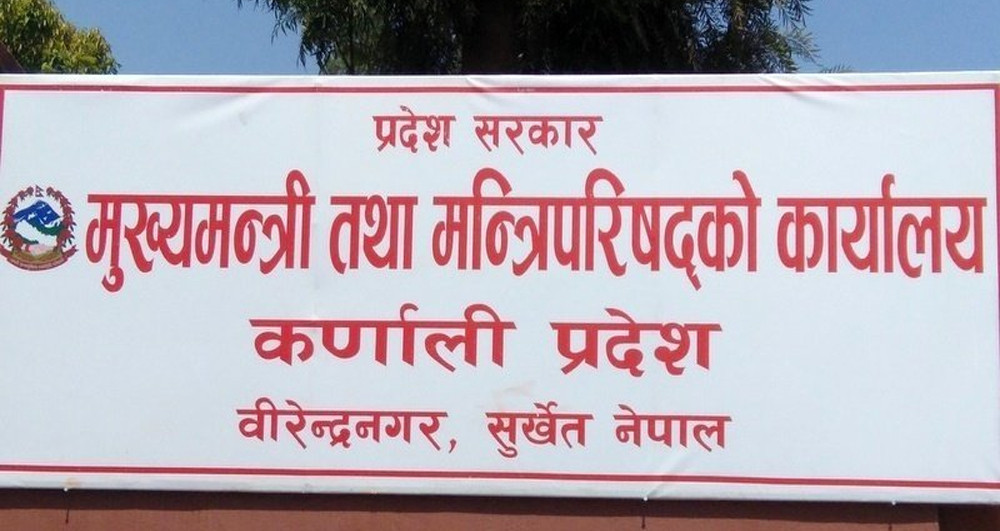 प्रदेश सरकार
मुख्यमन्त्री तथा मन्त्रिपरिषद्को कार्यालय
कर्णाली प्रदेश
वीरेन्द्रनगर, सुर्खेत नेपाल